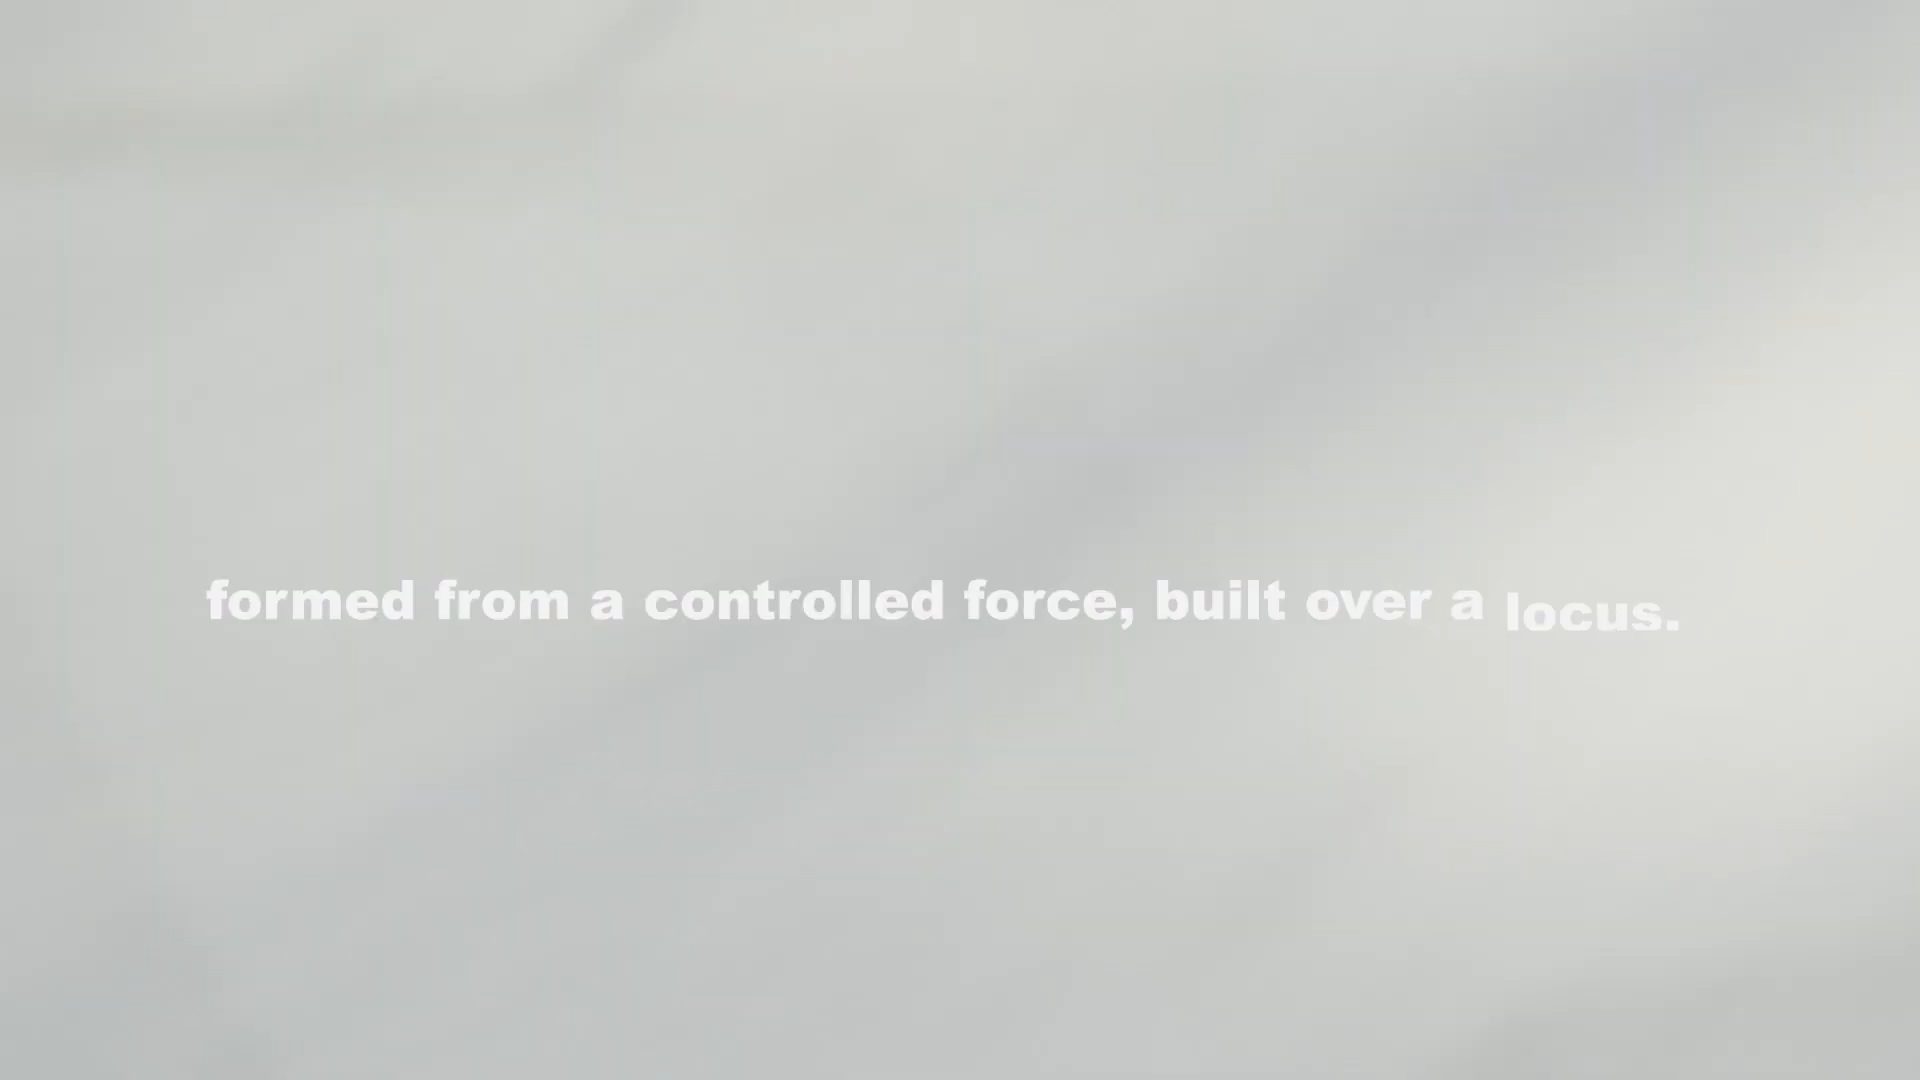 formed from a controlled force, built over a locus.